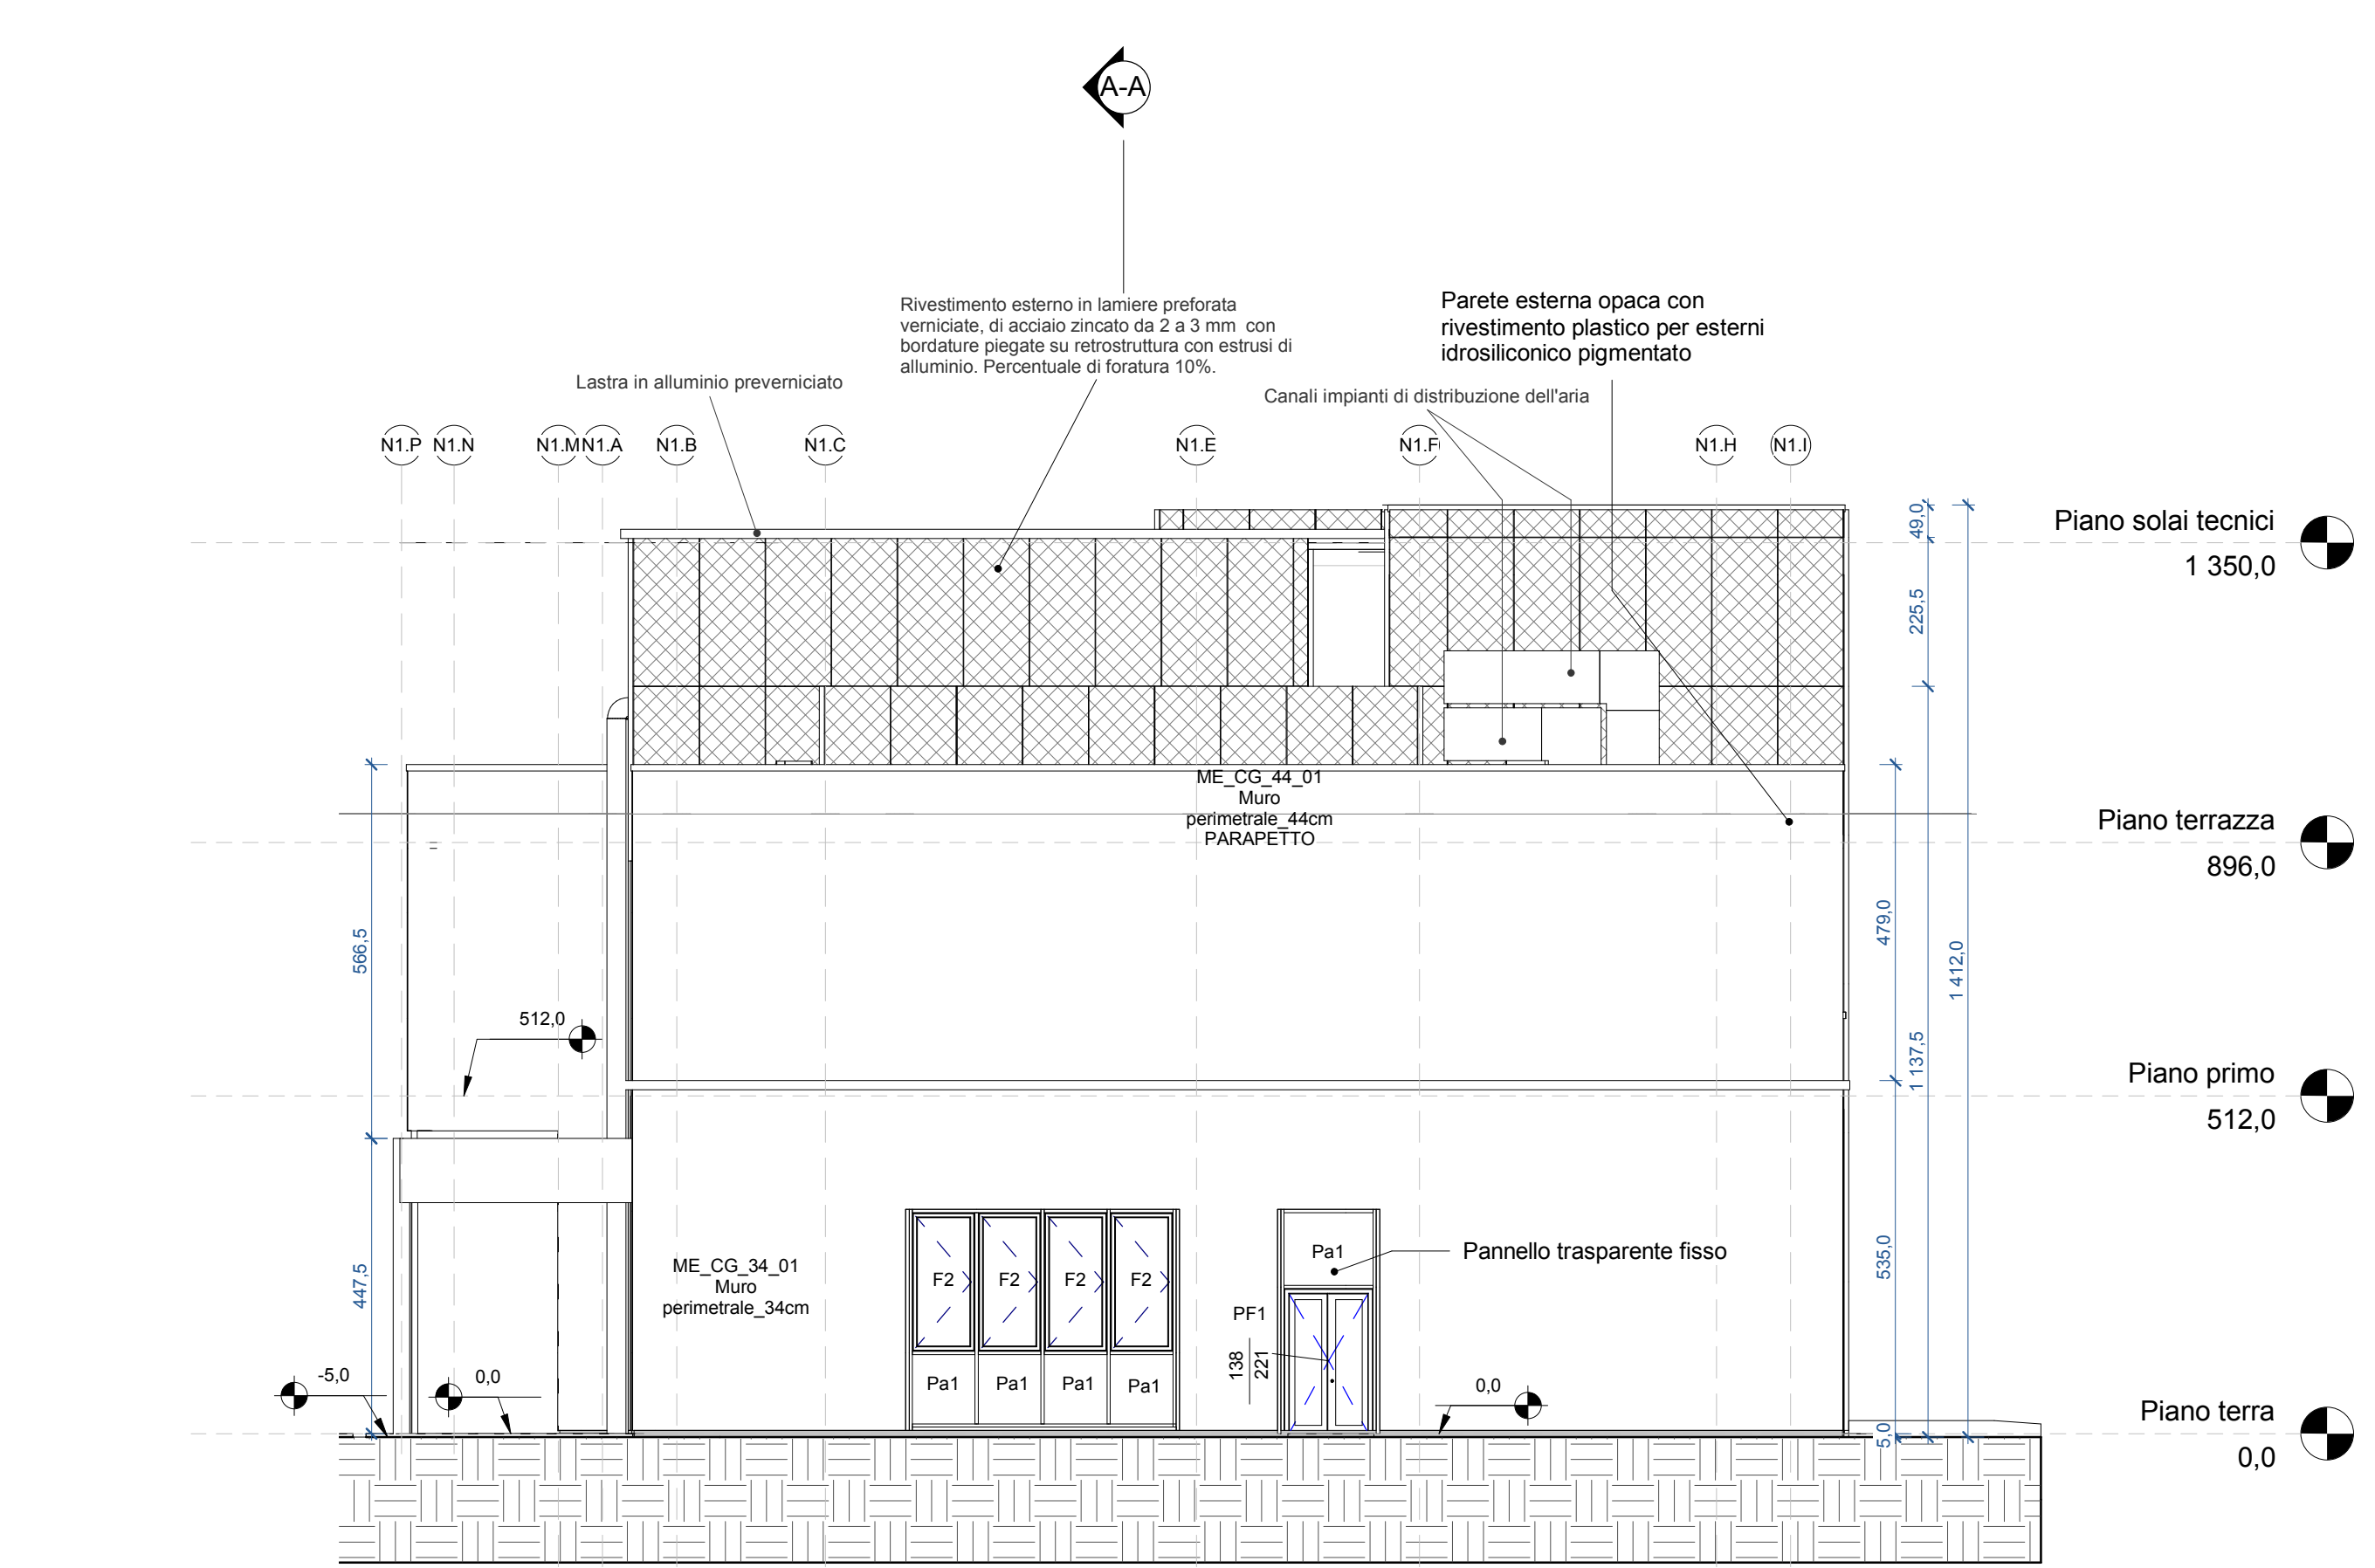 A-A
Rivestimento esterno in lamiere preforata
verniciate, di acciaio zincato da 2 a 3 mm con
bordature piegate su retrostruttura con estrusi di
alluminio. Percentuale di foratura 10%.
Parete esterna opaca con
rivestimento plastico per esterni
idrosiliconico pigmentato
Lastra in alluminio preverniciato
Canali impianti di distribuzione dell'aria
N1.P N1.N N1.M N1.A N1.B N1.C N1.E N1.F N1.H N1.I
49,0
Piano solai tecnici
1 350,0
225,5
ME_CG_44_01
Muro
perimetrale_44cm
PARAPETTO
Piano terrazza
896,0
566,5
479,0
1 412,0
512,0
1 137,5
Piano primo
512,0
447,5
ME_CG_34_01
Muro
perimetrale_34cm
F2 F2 F2 F2
Pa1
Pannello trasparente fisso
535,0
PF1
138
221
-5,0
0,0
Pa1 Pa1 Pa1 Pa1
0,0
5,0
Piano terra
0,0